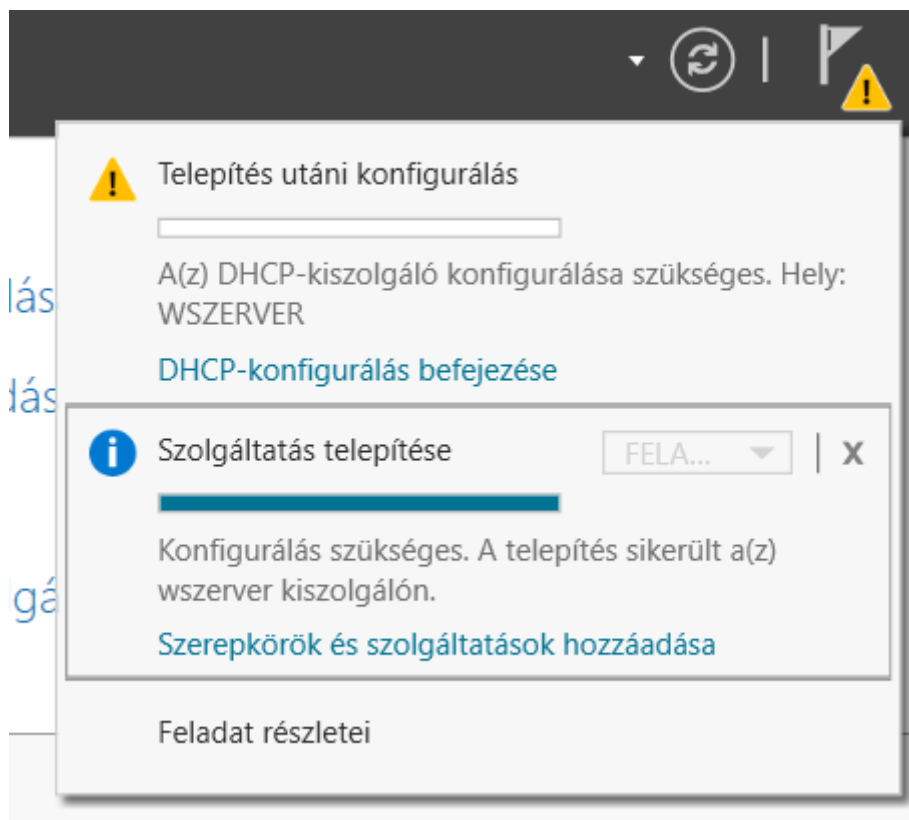 Telepítés utáni konfigurálás
A(z) DHCP-kiszolgáló konfigurálása szükséges. Hely:
WSZERVER
DHCP-konfigurálás befejezése
Szolgáltatás telepítése
FELA...
X
Konfigurálás szükséges. A telepítés sikerült a(z)
wszerver kiszolgálón.
Szerepkörök és szolgáltatások hozzáadása
Feladat részletei